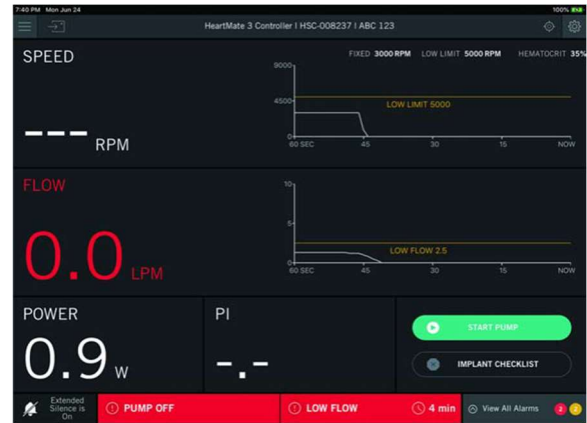 7:40 PM Mon Jun 24 100%
HeartMate 3 Controller I HSC-008237 I ABC 123
SPEED
FIXED 3000 RPM LOW LIMIT 5000 RPM HEMATOCRIT 35%
9000
4500
LOW LIMIT 5000
0
--- RPM
60 SEC 45 30 15 NOW
FLOW
10
5
LOW FLOW 2.5
0
0.0 LPM
60 SEC 45 30 15 NOW
POWER
0.9 W
PI
-.-
START PUMP
IMPLANT CHECKLIST
Extended
Silence is
On
PUMP OFF
LOW FLOW
4 min
View All Alarms
2 2